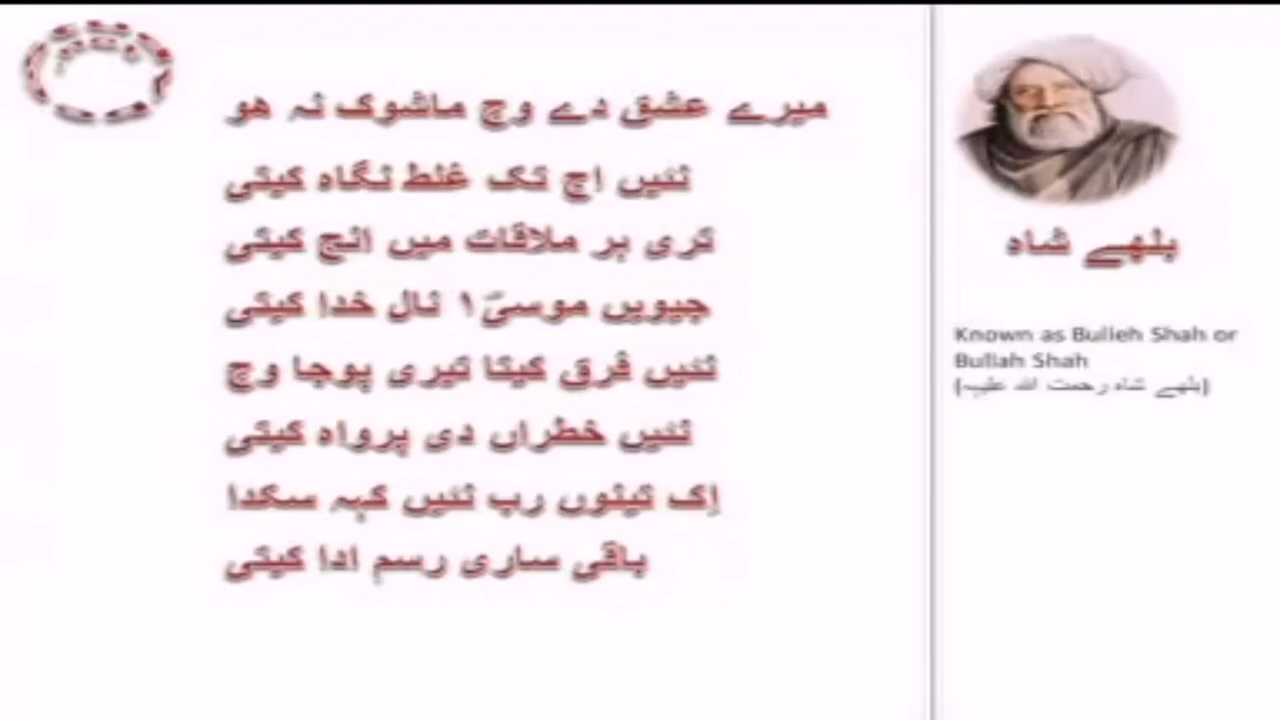 میرے عشق دے وچ ماشوک نہ ھو
نئیں اج تک غلط نگاہ کیتی
تری ہر ملاقات میں انج کیتی
جیویں موسیؑ ١ نال خدا کیتی
نئیں فرق کیتا تیری پوجا وچ
نئیں خطراں دی پرواہ کیتی
اِک تینوں رب نئیں کہہ سکدا
باقی ساری رسم ادا کیتی
بلھے شاہ
Known as Bulleh Shah or
Bullah Shah
(بلھے شاہ رحمت اللہ علیہ)